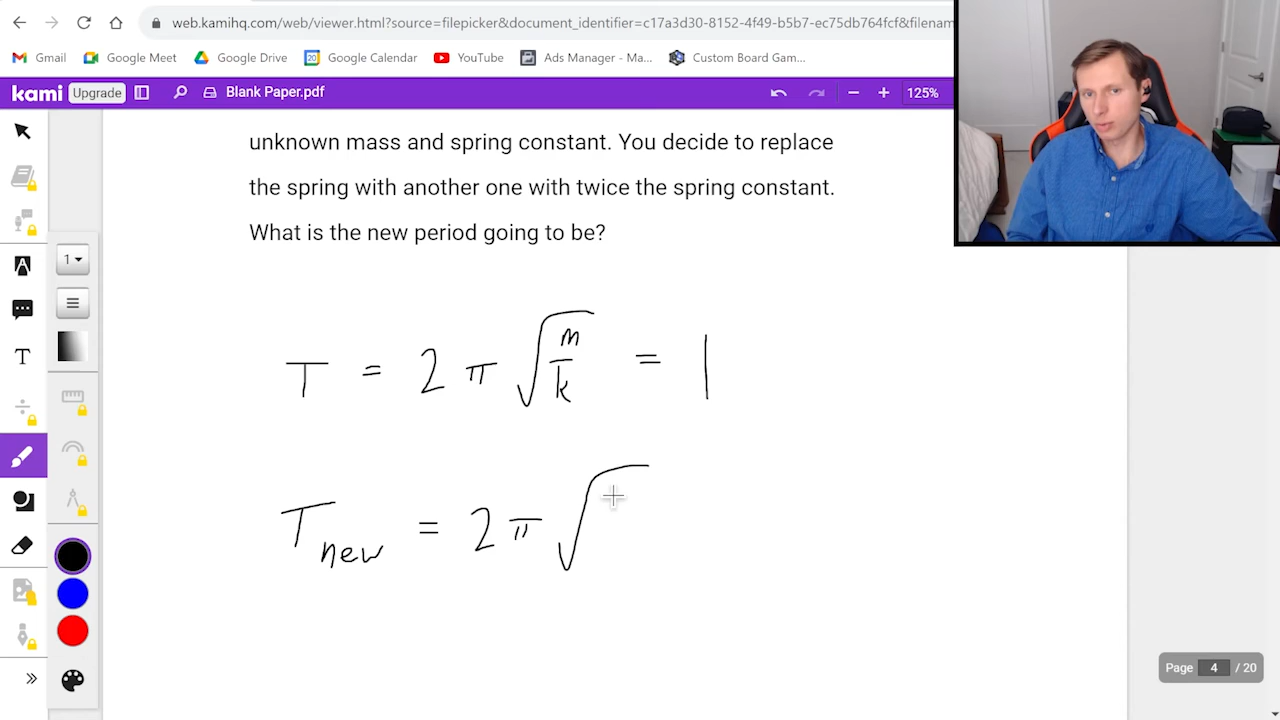 web.kamihq.com/web/viewer.html?source=filepicker&document_identifier=c17a3d30-8152-4f49-b5b7-ec75db764fcf&filenam
Gmail Google Meet Google Drive Google Calendar YouTube Ads Manager - Ma... Custom Board Gam...
kami Upgrade Blank Paper.pdf 125%
unknown mass and spring constant. You decide to replace
the spring with another one with twice the spring constant.
What is the new period going to be?
1
T = 2 π √(m/k) = 1
T new = 2 π √
Page 4 / 20